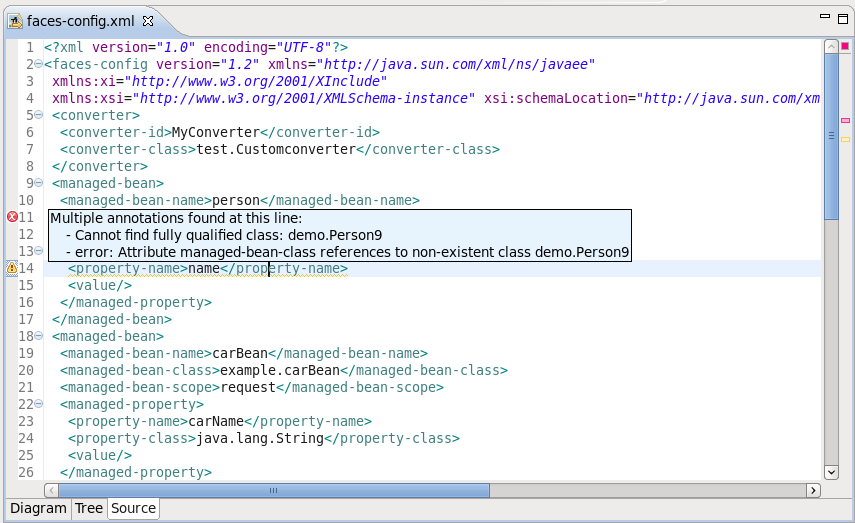 faces-config.xml
1 <?xml version="1.0" encoding="UTF-8"?>
2 <faces-config version="1.2" xmlns="http://java.sun.com/xml/ns/javaee"
3 xmlns:xi="http://www.w3.org/2001/XInclude"
4 xmlns:xsi="http://www.w3.org/2001/XMLSchema-instance" xsi:schemaLocation="http://java.sun.com/xm
5 <converter>
6 <converter-id>MyConverter</converter-id>
7 <converter-class>test.Customconverter</converter-class>
8 </converter>
9 <managed-bean>
10 <managed-bean-name>person</managed-bean-name>
11 Multiple annotations found at this line:
12 - Cannot find fully qualified class: demo.Person9
13 - error: Attribute managed-bean-class references to non-existent class demo.Person9
14 <property-name>name</property-name>
15 <value/>
16 </managed-property>
17 </managed-bean>
18 <managed-bean>
19 <managed-bean-name>carBean</managed-bean-name>
20 <managed-bean-class>example.carBean</managed-bean-class>
21 <managed-bean-scope>request</managed-bean-scope>
22 <managed-property>
23 <property-name>carName</property-name>
24 <property-class>java.lang.String</property-class>
25 <value/>
26 </managed-property>
Diagram Tree Source